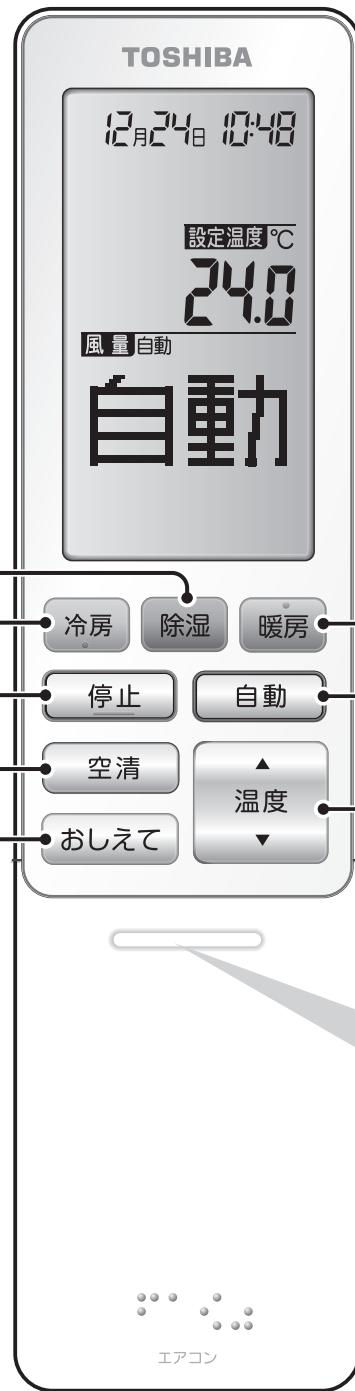 TOSHIBA
12月24日 10:48
設定温度 ℃
24.0
風量 自動
自動
冷房 除湿 暖房
停止 自動
空清
▲
温度
▼
おしえて
エアコン